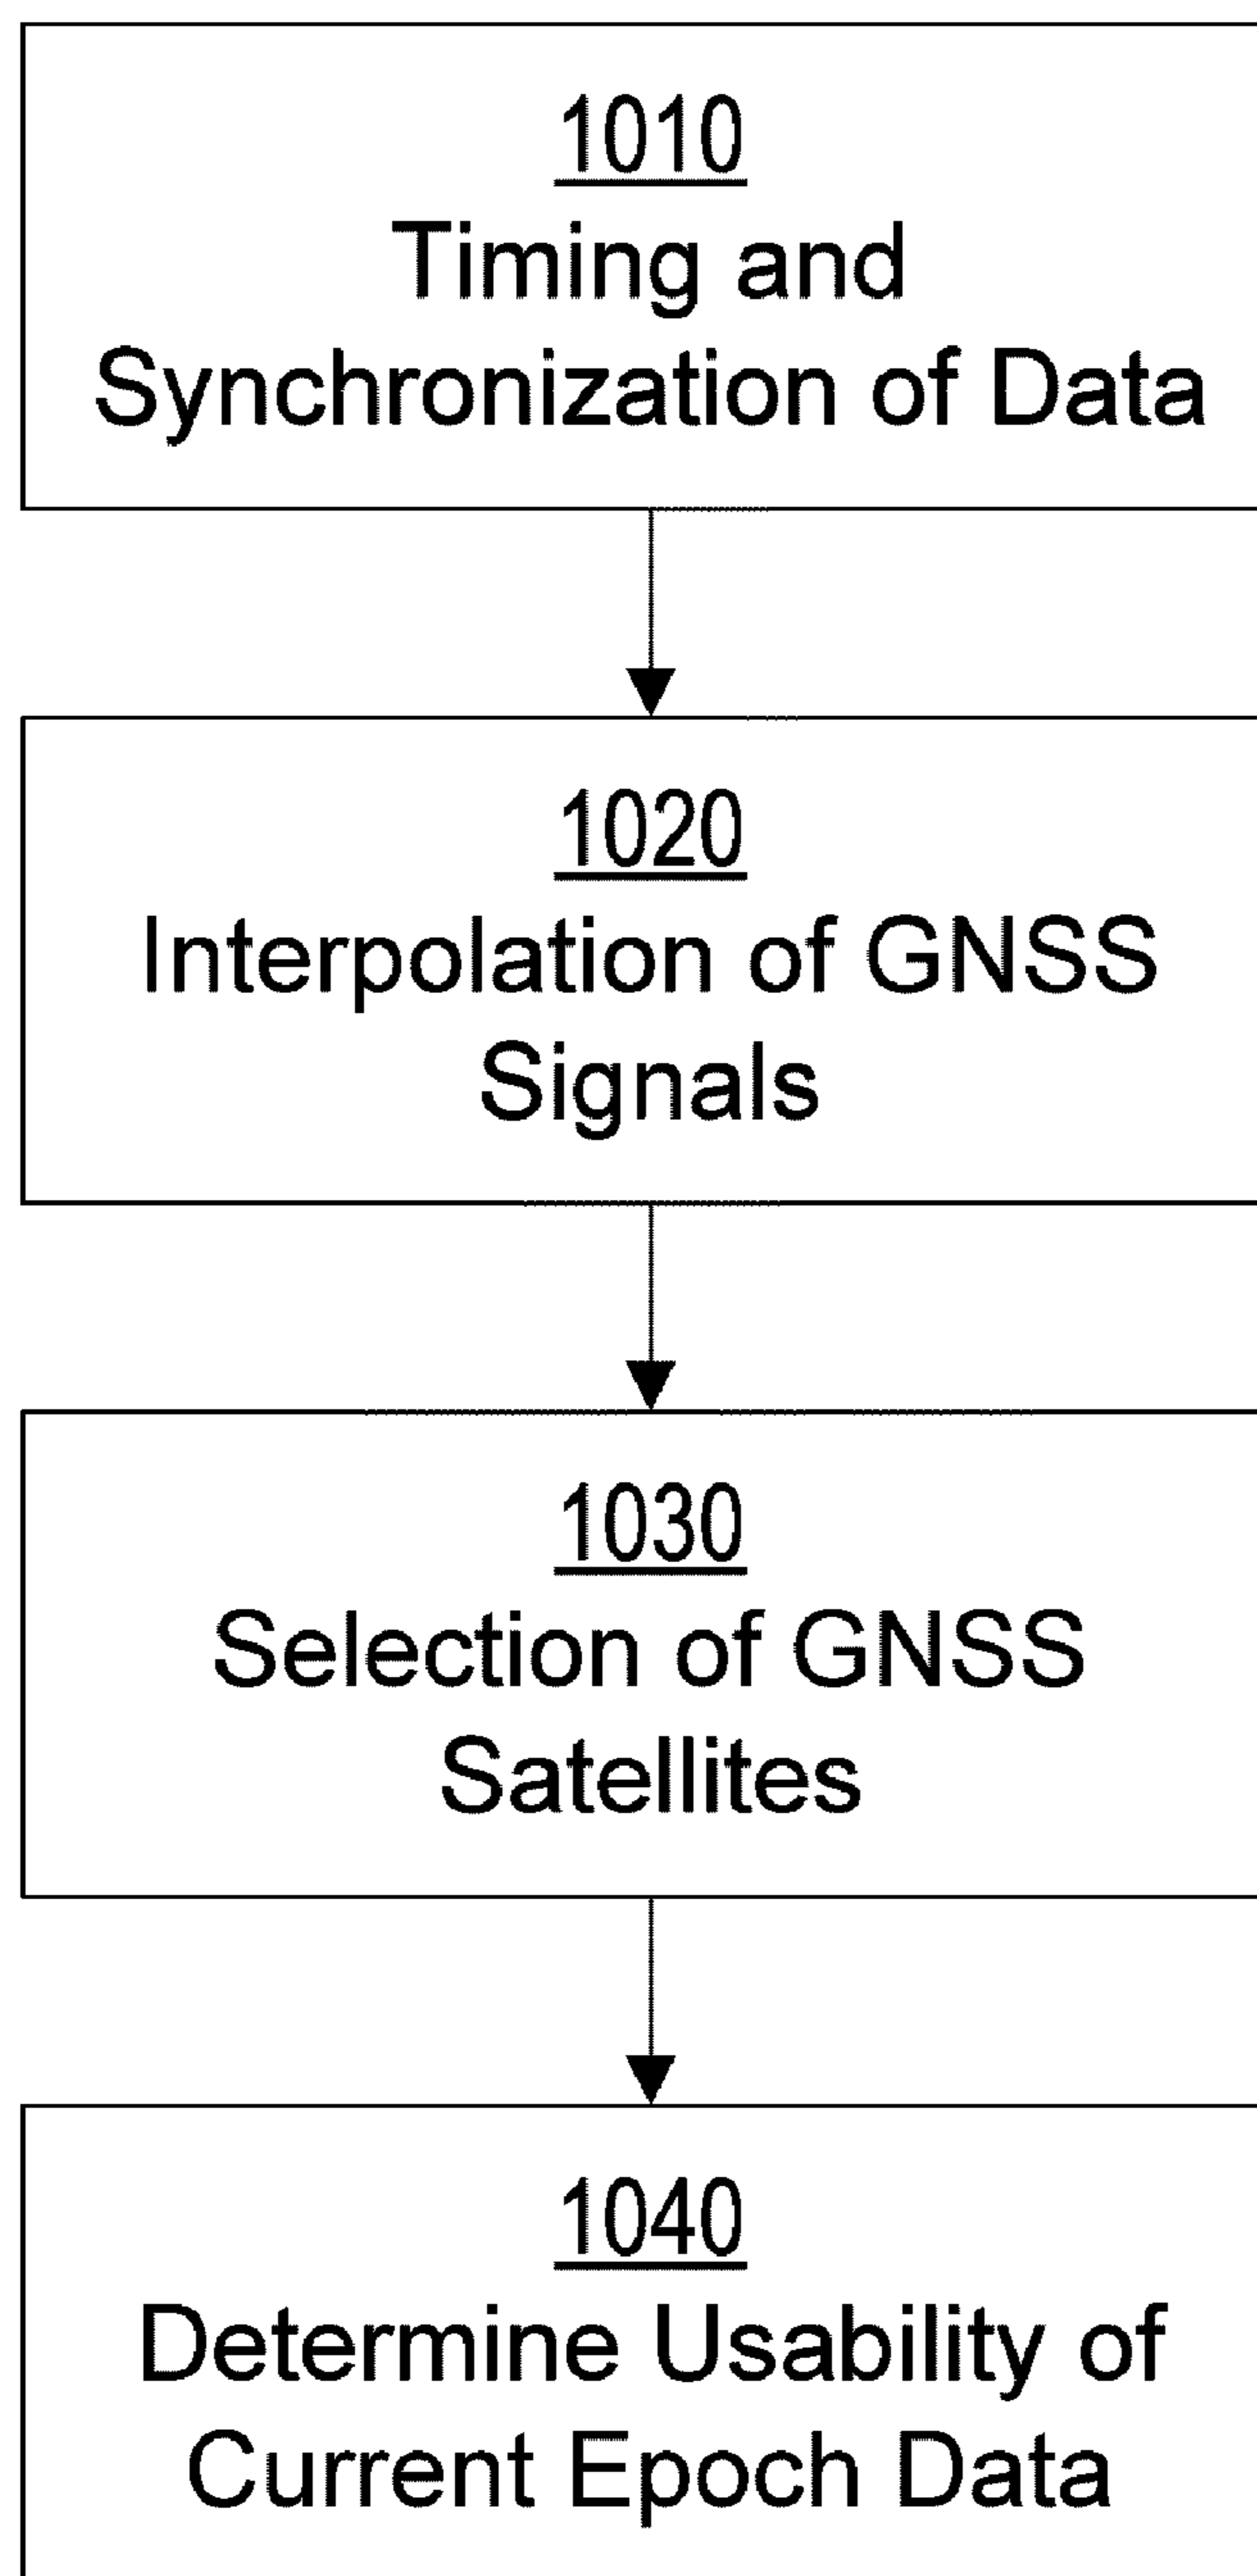 1010
Timing and
Synchronization of Data
1020
Interpolation of GNSS
Signals
1030
Selection of GNSS
Satellites
1040
Determine Usability of
Current Epoch Data